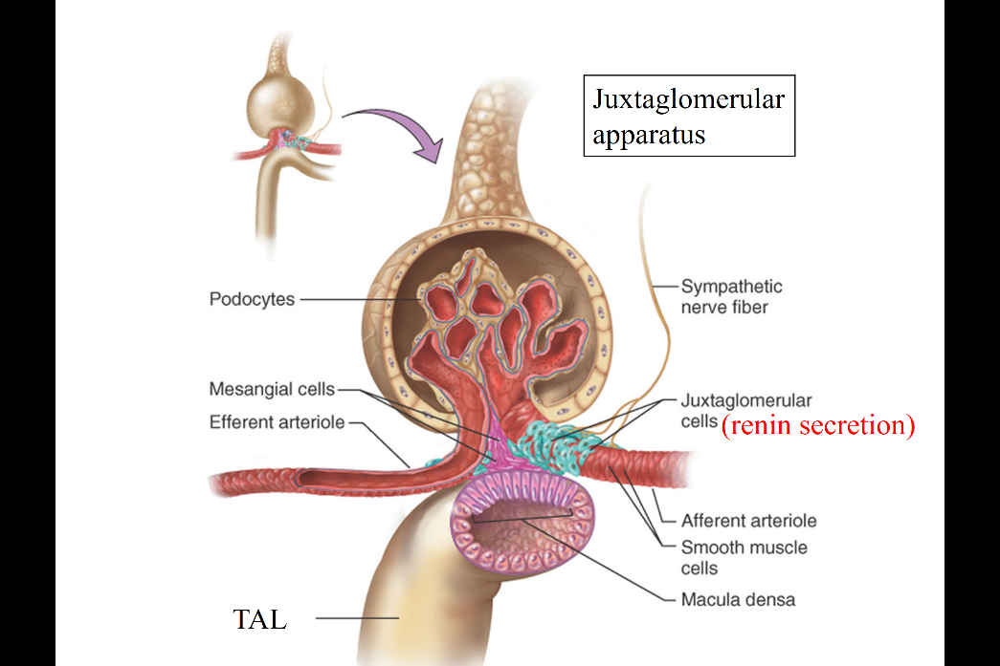 Juxtaglomerular
apparatus
Podocytes
Sympathetic
nerve fiber
Mesangial cells
Efferent arteriole
Juxtaglomerular
cells (renin secretion)
Afferent arteriole
Smooth muscle
cells
Macula densa
TAL